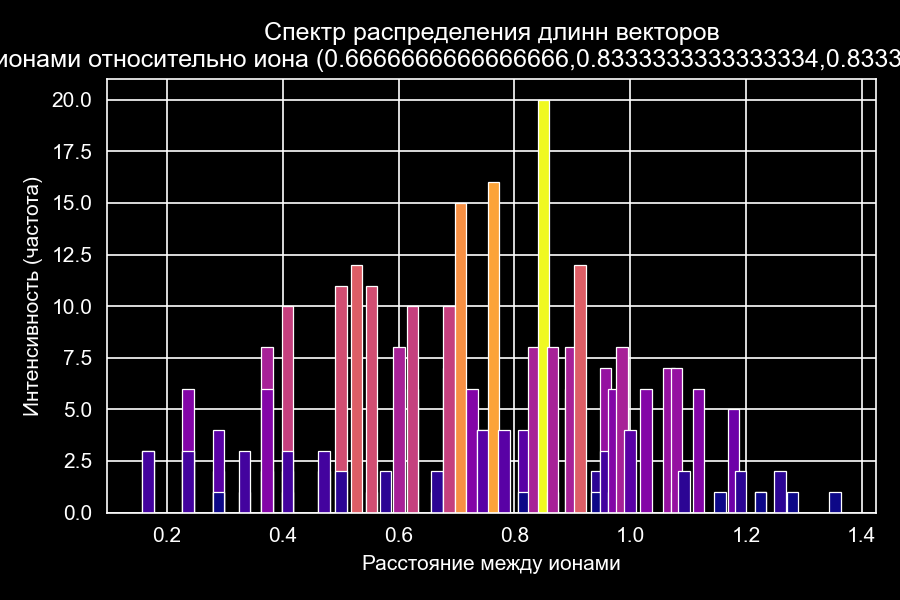 Спектр распределения длинн векторов
ионами относительно иона (0.6666666666666666,0.8333333333333334,0.8333
20.0
17.5
15.0
12.5
10.0
7.5
5.0
2.5
0.0
Интенсивность (частота)
0.2 0.4 0.6 0.8 1.0 1.2 1.4
Расстояние между ионами